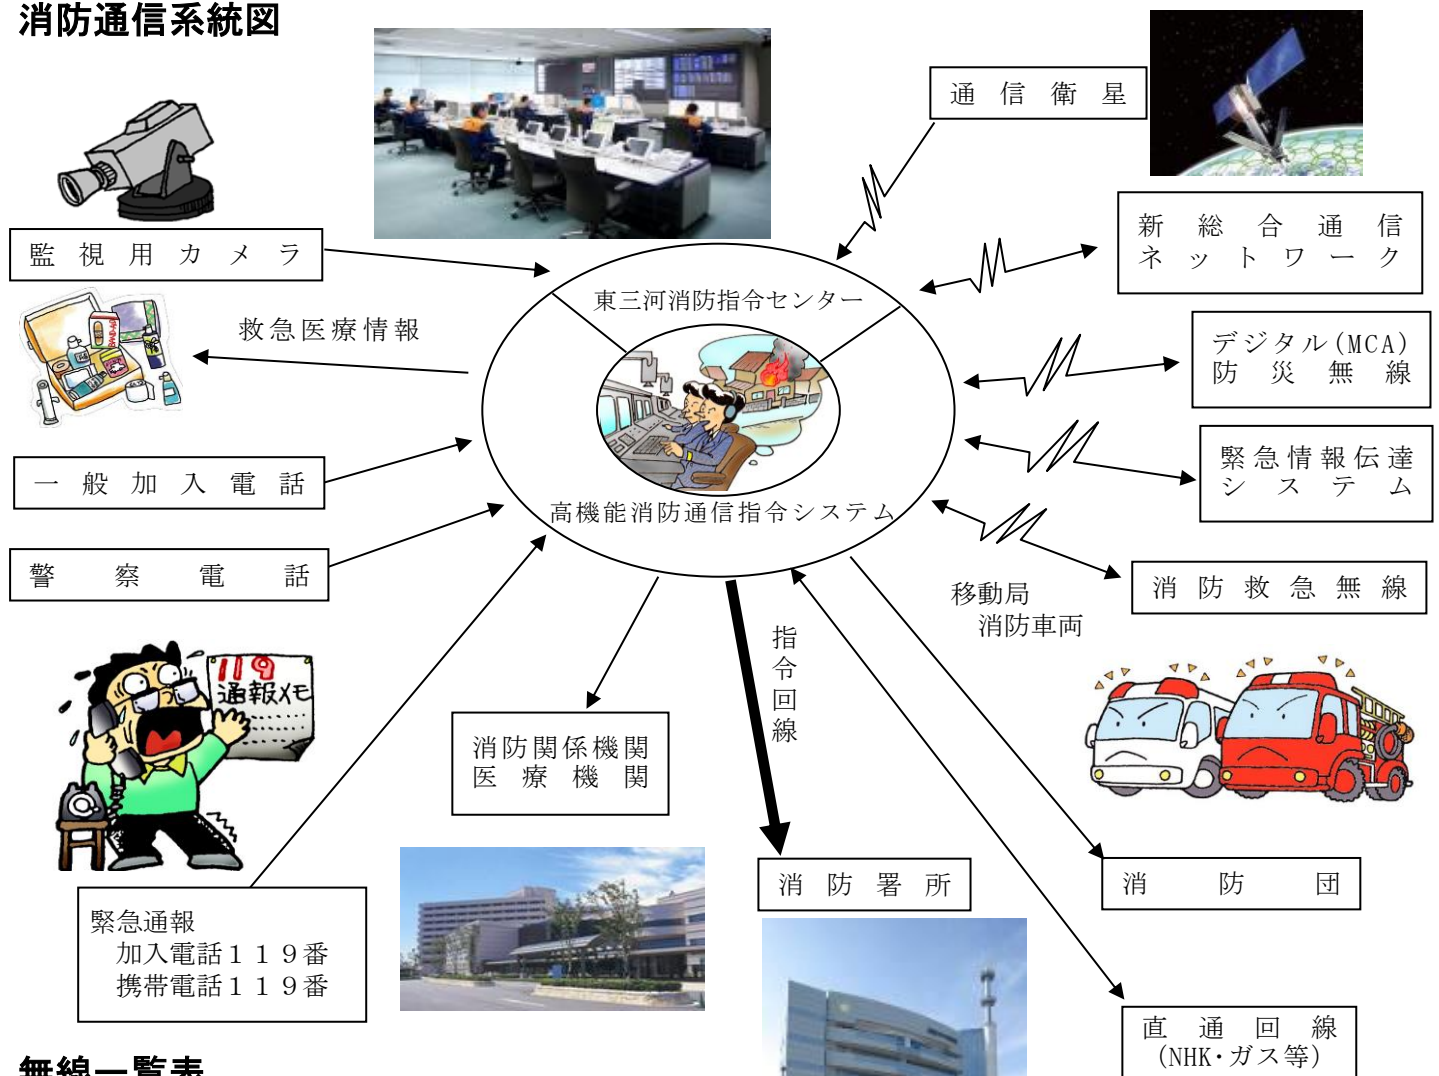 消防通信系統図
通信衛星
監視用カメラ
新総合通信
ネットワーク
東三河消防指令センター
救急医療情報
デジタル(MCA)
防災無線
一般加入電話
緊急情報伝達
システム
高機能消防通信指令システム
警察電話
消防救急無線
移動局
消防車両
指令回線
119
通報メモ
消防関係機関
医療機関
消防署所
消防団
緊急通報
加入電話119番
携帯電話119番
直通回線
(NHK・ガス等)
無線一覧表